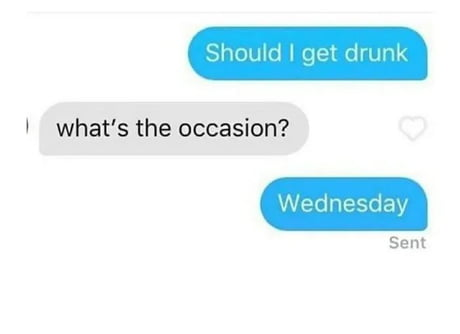 Should I get drunk
what's the occasion?
Wednesday
Sent